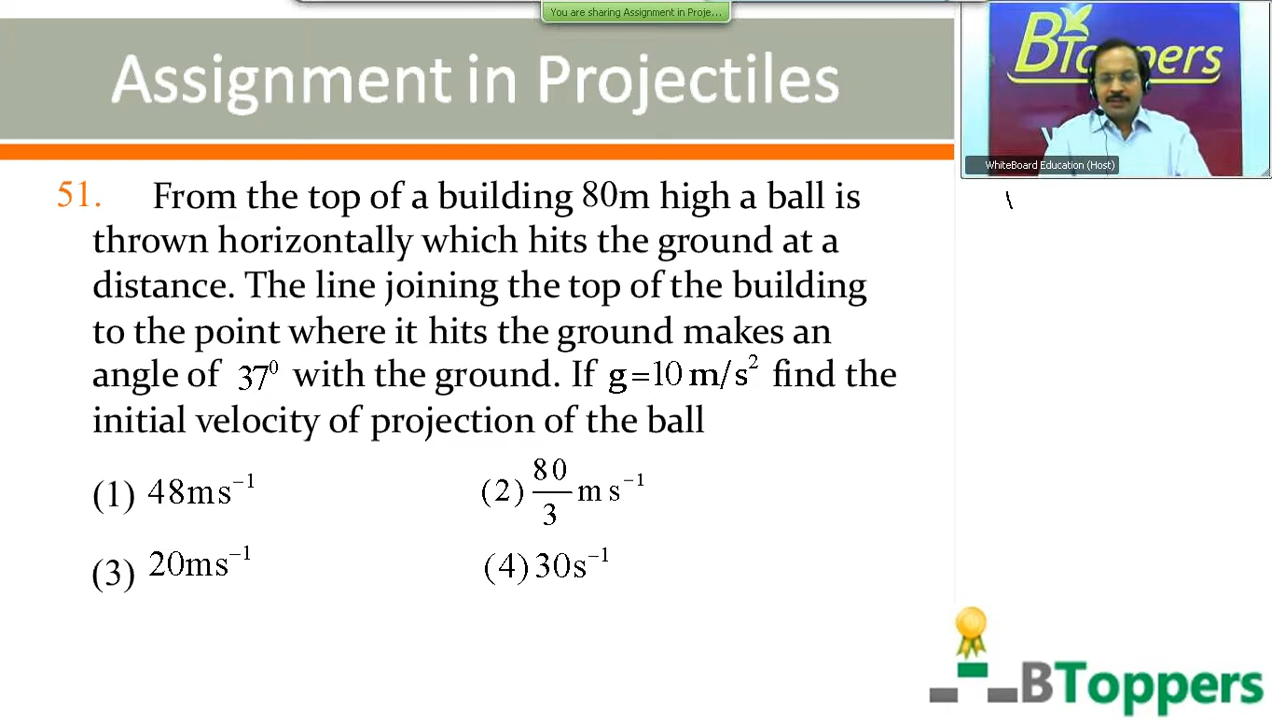 You are sharing Assignment in Proje...
Assignment in Projectiles
BToppers
WhiteBoard Education (Host)
51. From the top of a building 80m high a ball is
thrown horizontally which hits the ground at a
distance. The line joining the top of the building
to the point where it hits the ground makes an
angle of 37⁰ with the ground. If g=10 m/s² find the
initial velocity of projection of the ball
(1) 48ms⁻¹ (2) 80/3 m s⁻¹
(3) 20ms⁻¹ (4) 30s⁻¹
BToppers